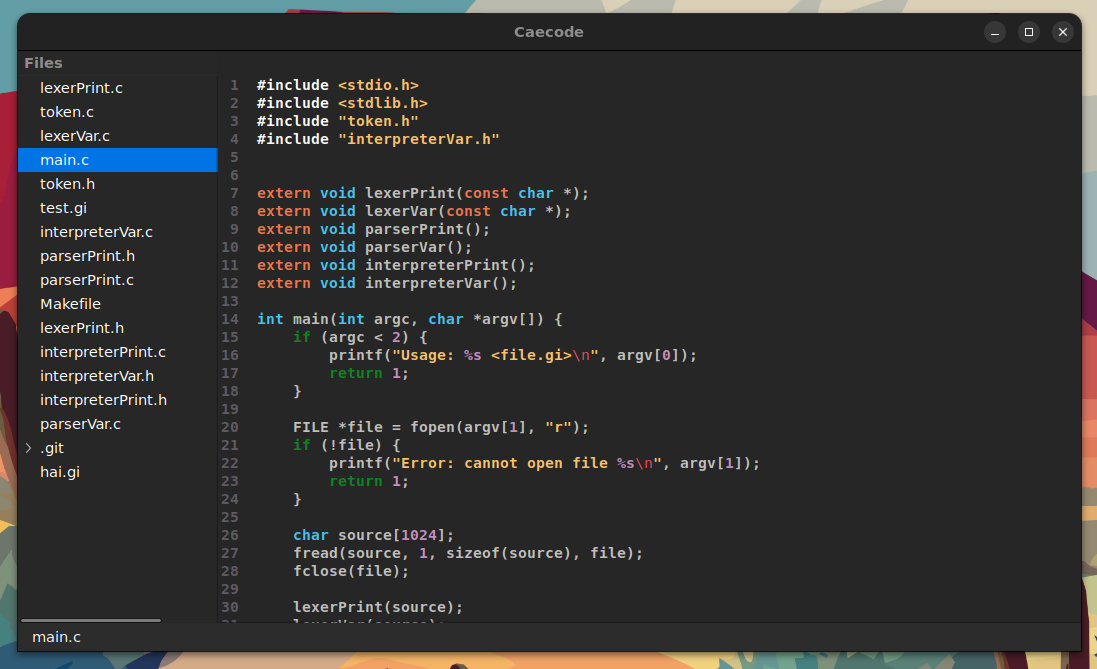 Caecode
Files
lexerPrint.c
token.c
lexerVar.c
main.c
token.h
test.gi
interpreterVar.c
parserPrint.h
parserPrint.c
Makefile
lexerPrint.h
interpreterPrint.c
interpreterVar.h
interpreterPrint.h
parserVar.c
.git
hai.gi
1 #include <stdio.h>
2 #include <stdlib.h>
3 #include "token.h"
4 #include "interpreterVar.h"
5
6
7 extern void lexerPrint(const char *);
8 extern void lexerVar(const char *);
9 extern void parserPrint();
10 extern void parserVar();
11 extern void interpreterPrint();
12 extern void interpreterVar();
13
14 int main(int argc, char *argv[]) {
15     if (argc < 2) {
16         printf("Usage: %s <file.gi>\n", argv[0]);
17         return 1;
18     }
19
20     FILE *file = fopen(argv[1], "r");
21     if (!file) {
22         printf("Error: cannot open file %s\n", argv[1]);
23         return 1;
24     }
25
26     char source[1024];
27     fread(source, 1, sizeof(source), file);
28     fclose(file);
29
30     lexerPrint(source);
31     lexerVar(source);
main.c